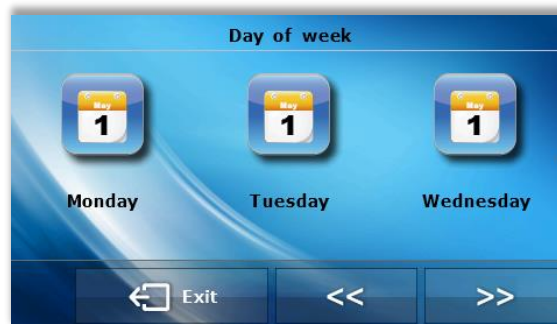 Day of week
May May May
1 1 1
Monday Tuesday Wednesday
Exit << >>